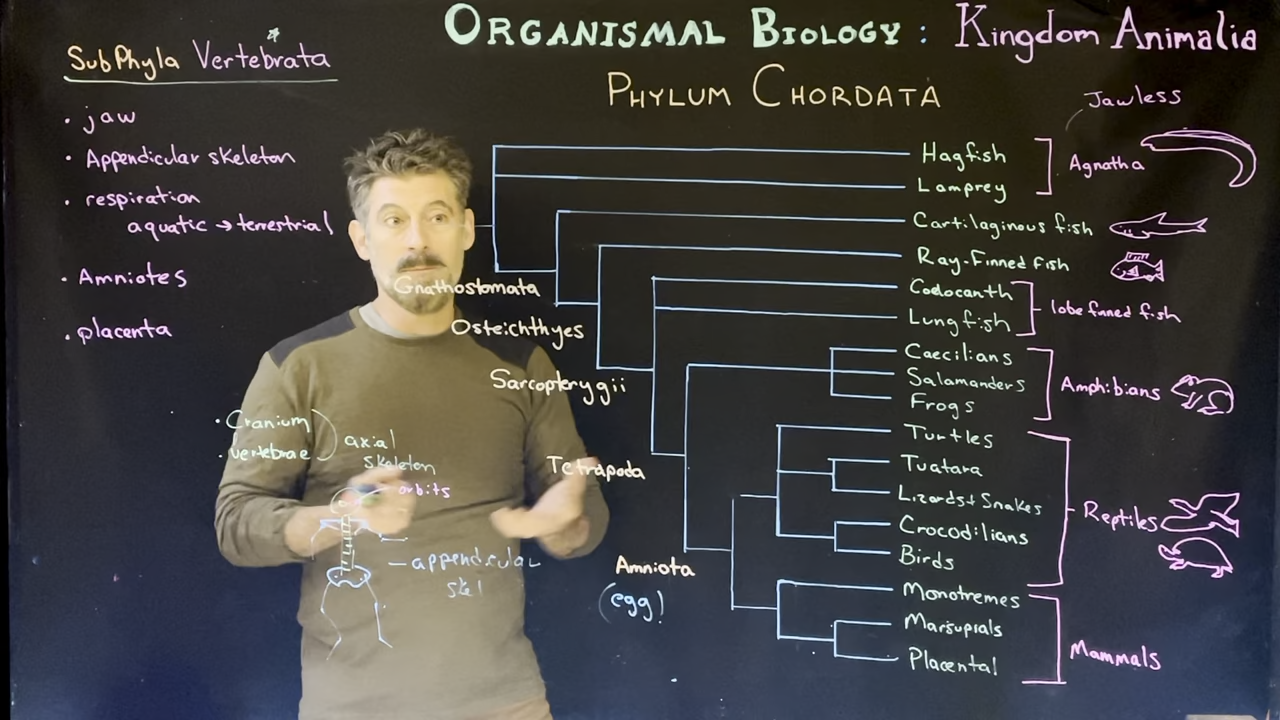 ORGANISMAL BIOLOGY : Kingdom Animalia
PHYLUM CHORDATA
SubPhyla Vertebrata
• jaw
• Appendicular skeleton
• respiration
aquatic → terrestrial
• Amniotes
• placenta
• Cranium
• vertebrae
axial
skeleton
orbits
— appendicular
skel
Gnathostomata
Osteichthyes
Sarcopterygii
Tetrapoda
Amniota
(egg!
Jawless
Hagfish
Lamprey
Agnatha
Cartilaginous fish
Ray-Finned fish
Coelocanth
Lungfish
lobe finned fish
Caecilians
Salamanders
Frogs
Amphibians
Turtles
Tuatara
Lizards + Snakes
Crocodilians
Birds
Reptiles
Monotremes
Marsupials
Placental
Mammals